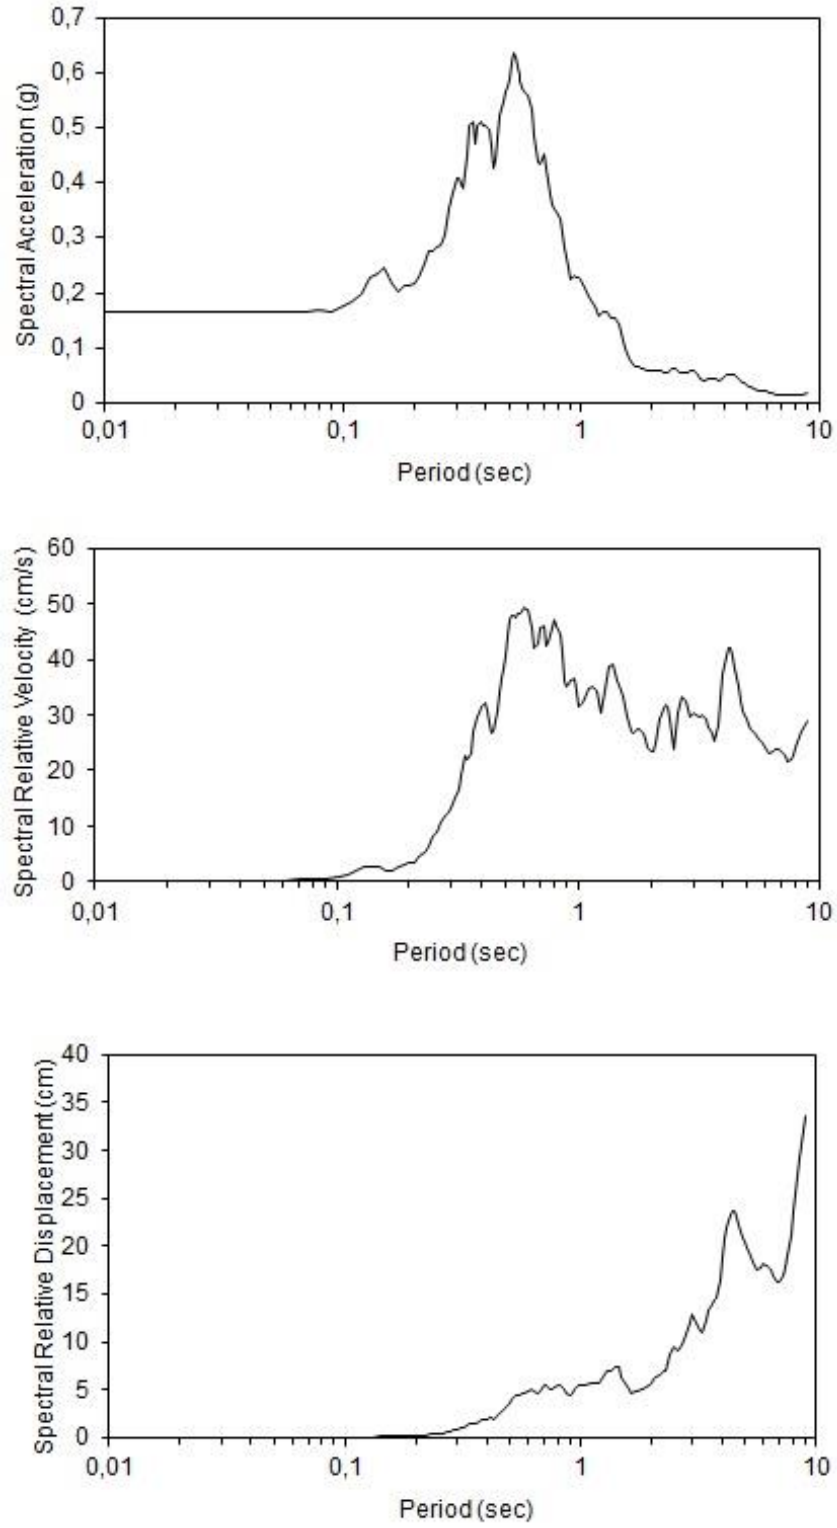 Spectral Acceleration (g)
0,7
0,6
0,5
0,4
0,3
0,2
0,1
0
0,01 0,1 1 10
Period (sec)
Spectral Relative Velocity (cm/s)
60
50
40
30
20
10
0
0,01 0,1 1 10
Period (sec)
Spectral Relative Displacement (cm)
40
35
30
25
20
15
10
5
0
0,01 0,1 1 10
Period (sec)